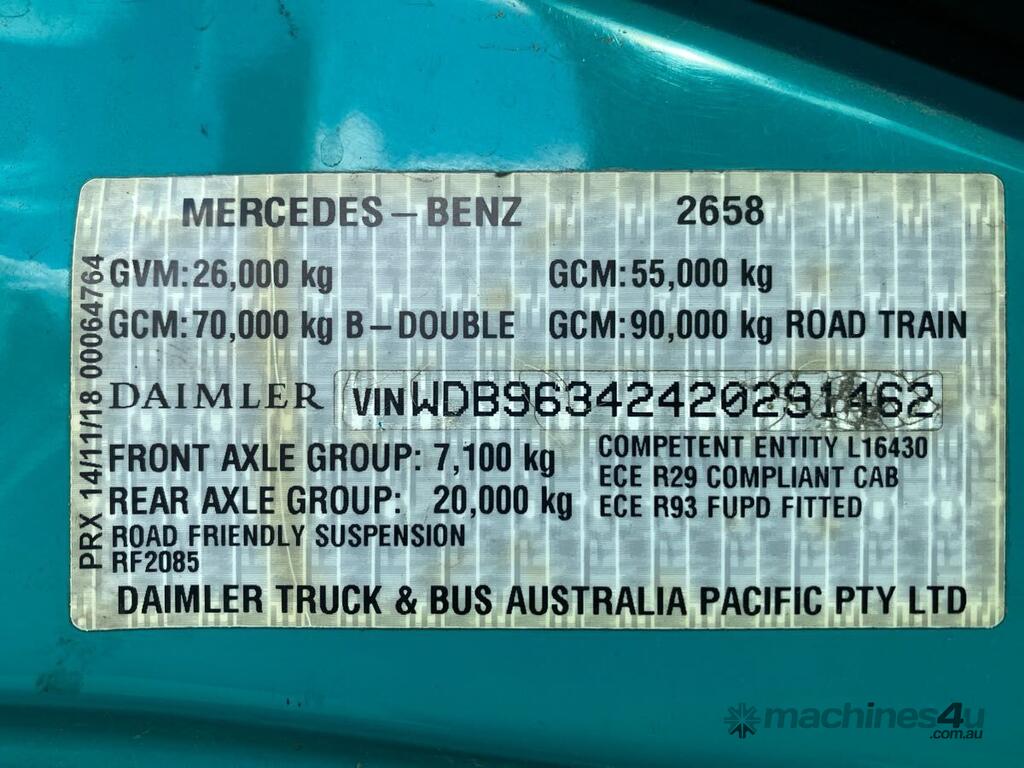 MERCEDES-BENZ 2658
GVM: 26,000 kg GCM: 55,000 kg
GCM: 70,000 kg B-DOUBLE GCM: 90,000 kg ROAD TRAIN
DAIMLER VIN WDB96342420291462
FRONT AXLE GROUP: 7,100 kg
REAR AXLE GROUP: 20,000 kg
COMPETENT ENTITY L16430
ECE R29 COMPLIANT CAB
ECE R93 FUPD FITTED
ROAD FRIENDLY SUSPENSION
RF2085
DAIMLER TRUCK & BUS AUSTRALIA PACIFIC PTY LTD
PRX 14/11/18 00064764
machines4u
.com.au